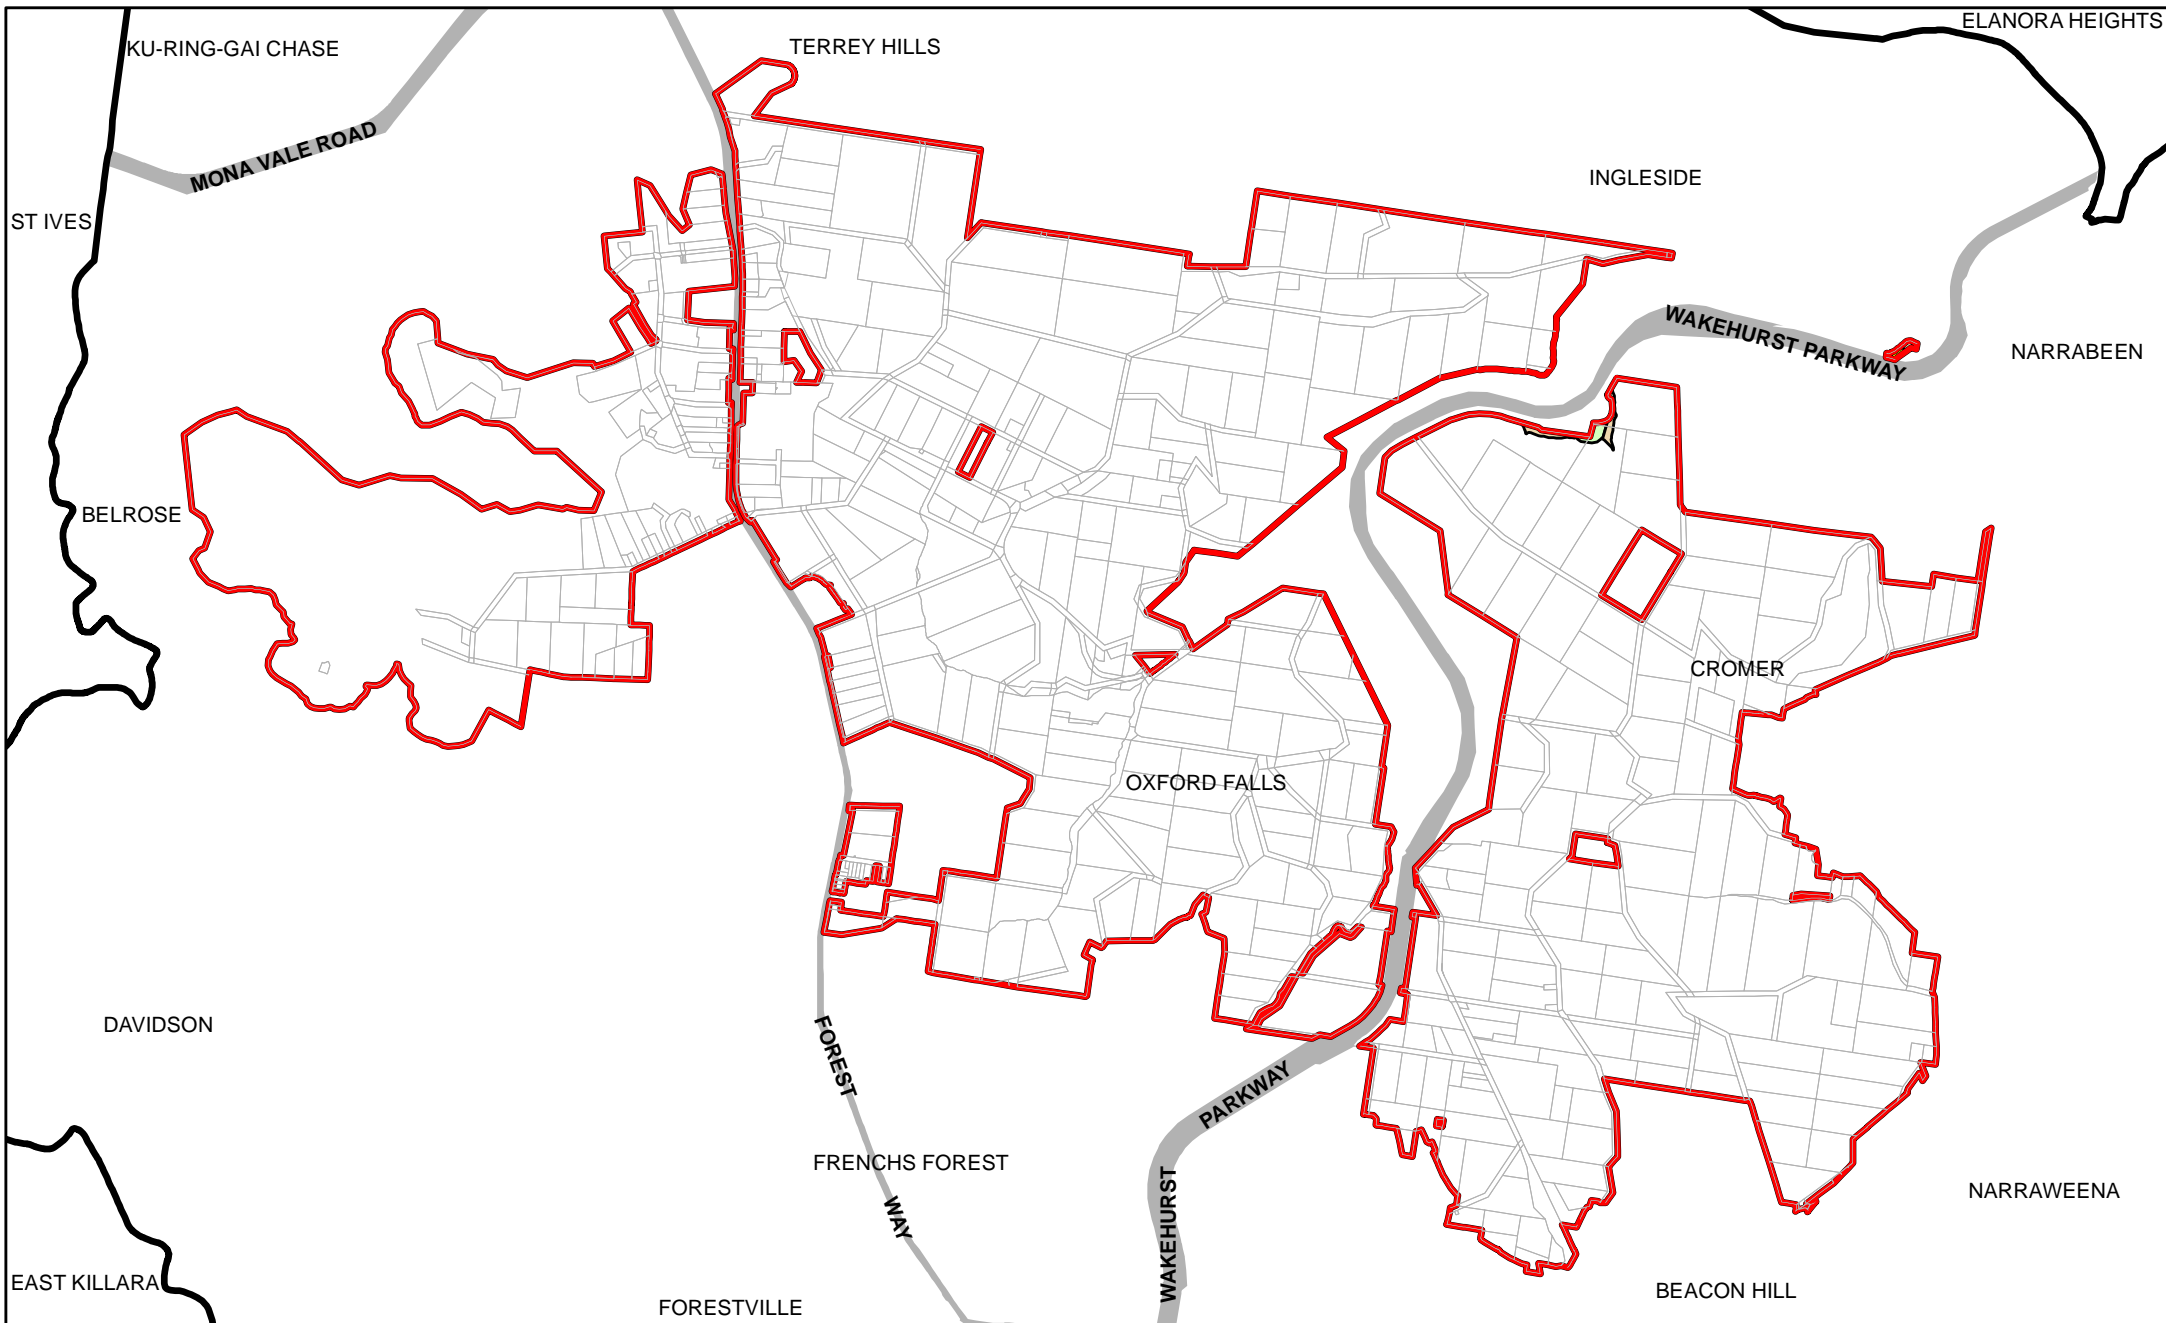 ELANORA HEIGHTS
KU-RING-GAI CHASE
TERREY HILLS
MONA VALE ROAD
INGLESIDE
ST IVES
WAKEHURST PARKWAY
NARRABEEN
BELROSE
CROMER
OXFORD FALLS
DAVIDSON
FOREST
WAY
PARKWAY
WAKEHURST
FRENCHS FOREST
NARRAWEENA
EAST KILLARA
BEACON HILL
FORESTVILLE